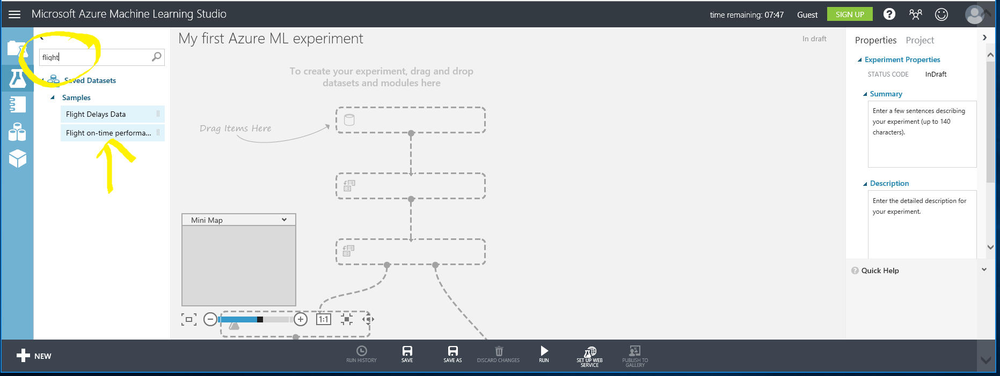 Microsoft Azure Machine Learning Studio
time remaining: 07:47
Guest
SIGN UP
flight
Saved Datasets
Samples
Flight Delays Data
Flight on-time performa...
My first Azure ML experiment
In draft
To create your experiment, drag and drop
datasets and modules here
Drag Items Here
Mini Map
1:1
Properties
Project
Experiment Properties
STATUS CODE
InDraft
Summary
Enter a few sentences describing
your experiment (up to 140
characters).
Description
Enter the detailed description for
your experiment.
Quick Help
NEW
RUN HISTORY
SAVE
SAVE AS
DISCARD CHANGES
RUN
SET UP WEB
SERVICE
PUBLISH TO
GALLERY